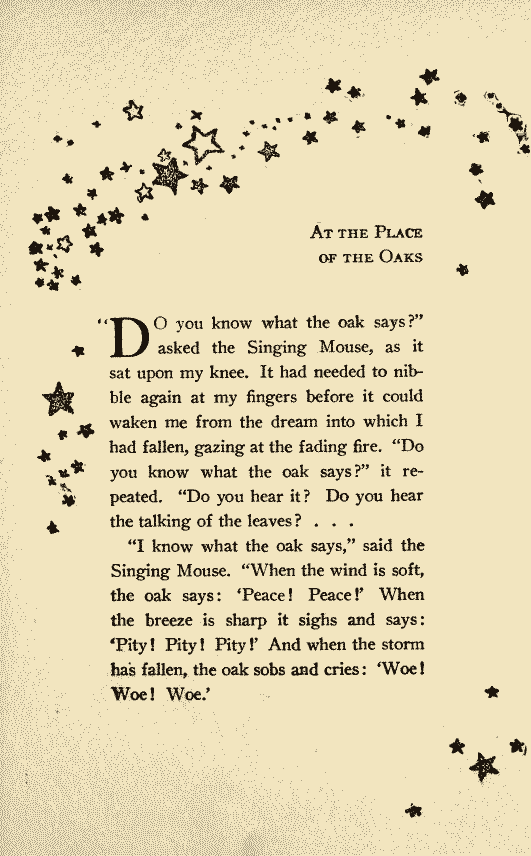 At the Place
of the Oaks
"Do you know what the oak says?"
asked the Singing Mouse, as it
sat upon my knee. It had needed to nib-
ble again at my fingers before it could
waken me from the dream into which I
had fallen, gazing at the fading fire. "Do
you know what the oak says?" it re-
peated. "Do you hear it? Do you hear
the talking of the leaves? . . .
"I know what the oak says," said the
Singing Mouse. "When the wind is soft,
the oak says: 'Peace! Peace!' When
the breeze is sharp it sighs and says:
'Pity! Pity! Pity!' And when the storm
has fallen, the oak sobs and cries: 'Woe!
Woe! Woe.'